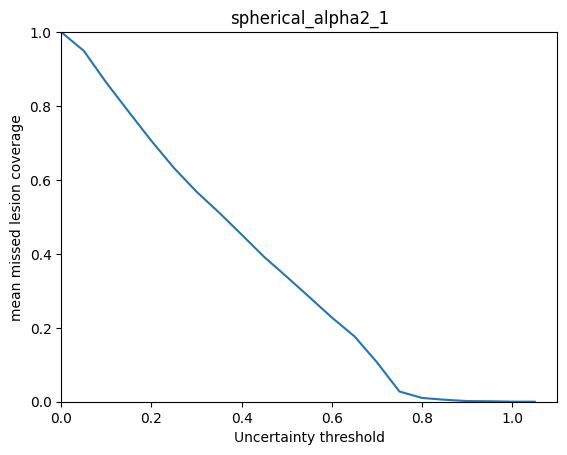 spherical_alpha2_1
mean missed lesion coverage
1.0
0.8
0.6
0.4
0.2
0.0
0.0 0.2 0.4 0.6 0.8 1.0
Uncertainty threshold